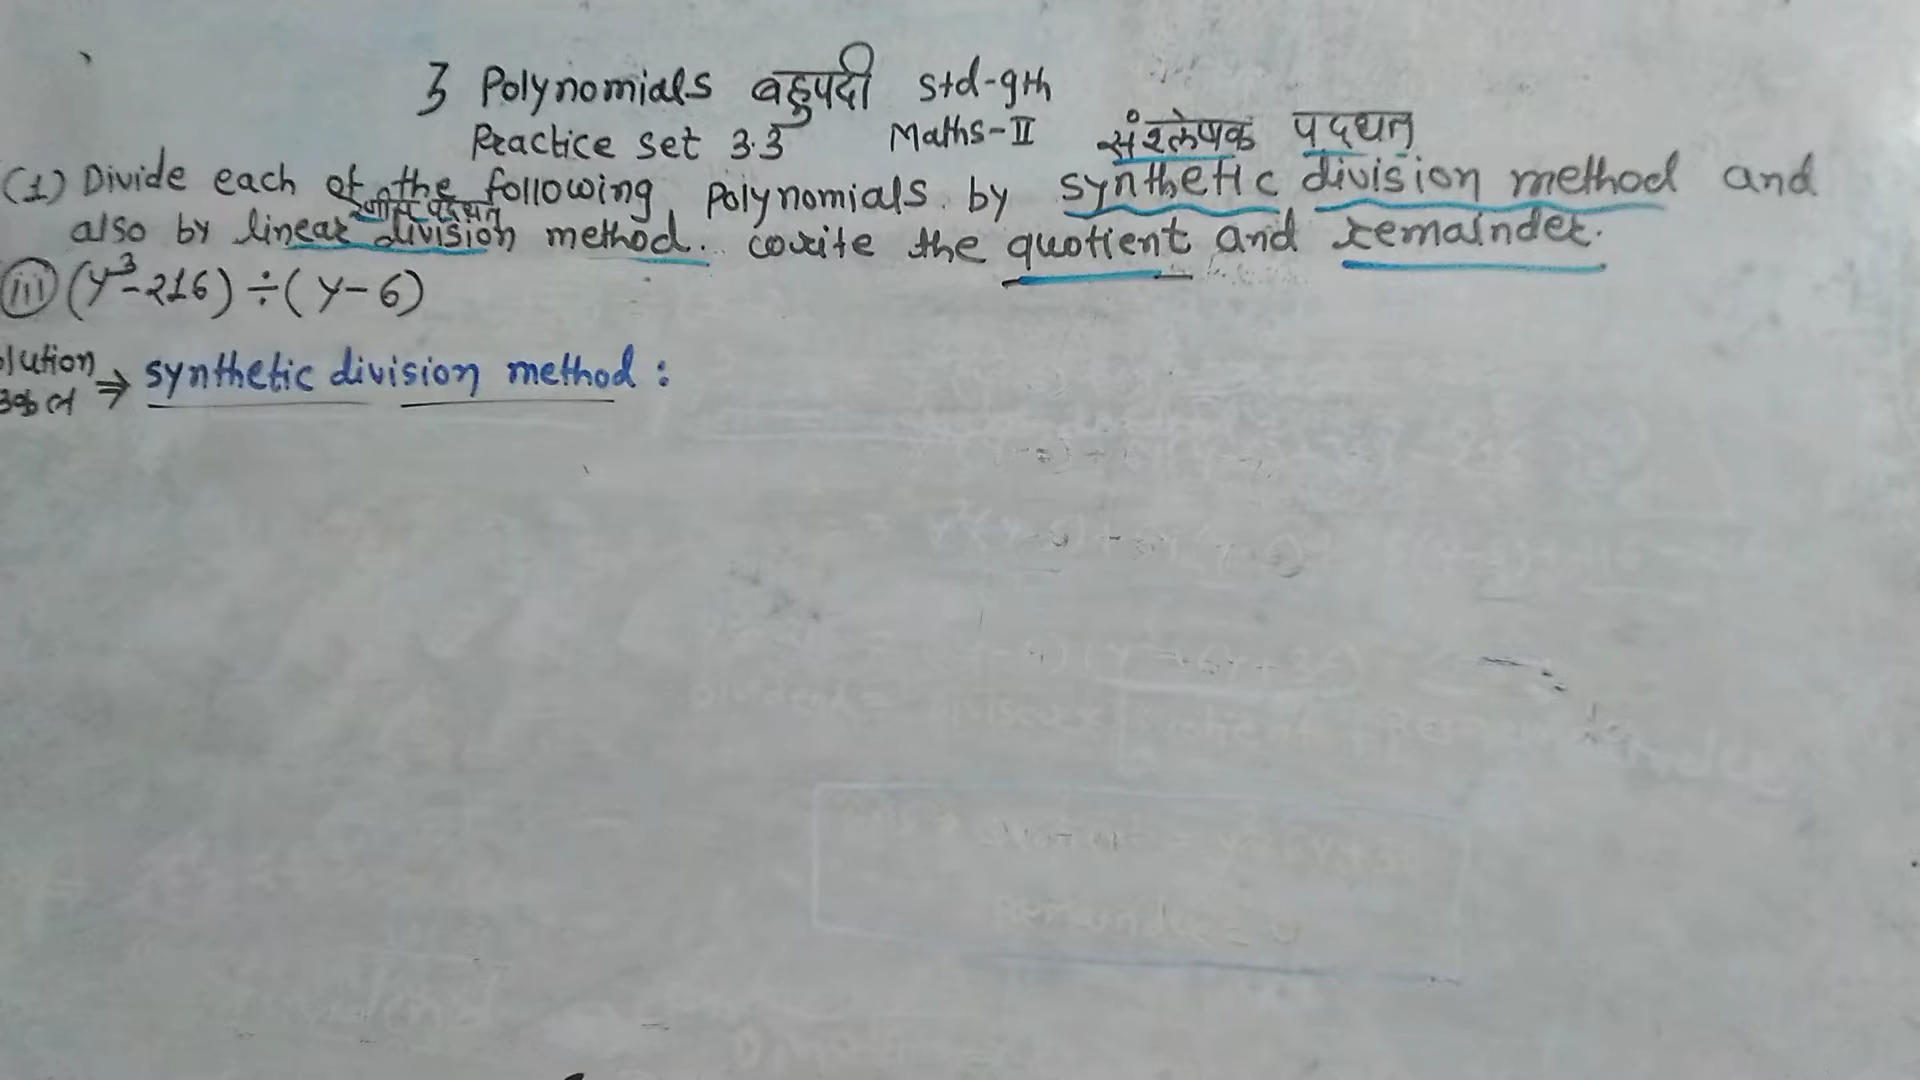 3 Polynomials बहुपदी std-9th
Practice set 3.3 Maths-II संश्लेषक पद्धत
(1) Divide each of the following polynomials by synthetic division method and
also by linear division method. write the quotient and remainder.
(iii) (y³-216) ÷ (y-6)
lution ⇒ synthetic division method :